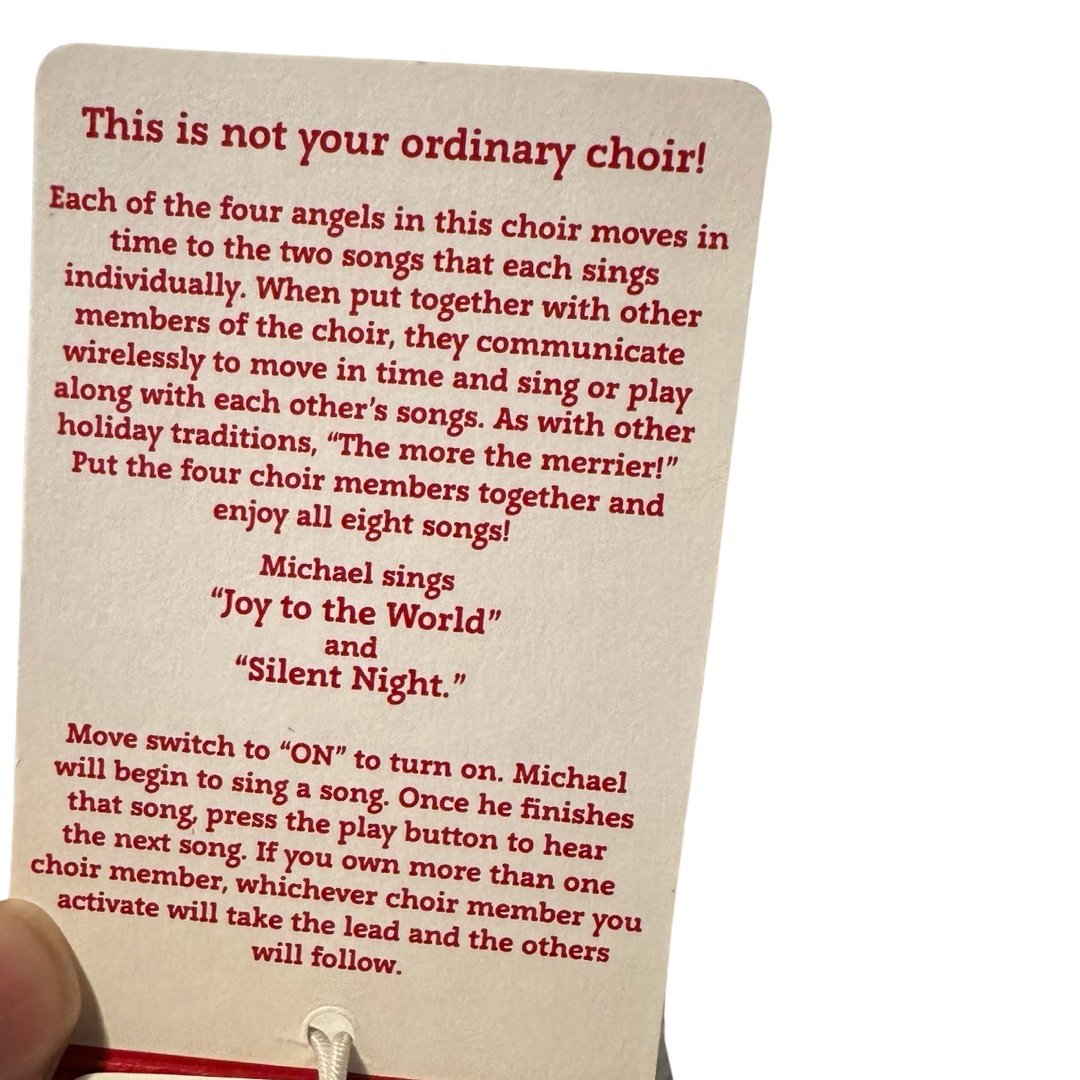 This is not your ordinary choir!
Each of the four angels in this choir moves in
time to the two songs that each sings
individually. When put together with other
members of the choir, they communicate
wirelessly to move in time and sing or play
along with each other's songs. As with other
holiday traditions, “The more the merrier!”
Put the four choir members together and
enjoy all eight songs!
Michael sings
“Joy to the World”
and
“Silent Night.”
Move switch to “ON” to turn on. Michael
will begin to sing a song. Once he finishes
that song, press the play button to hear
the next song. If you own more than one
choir member, whichever choir member you
activate will take the lead and the others
will follow.